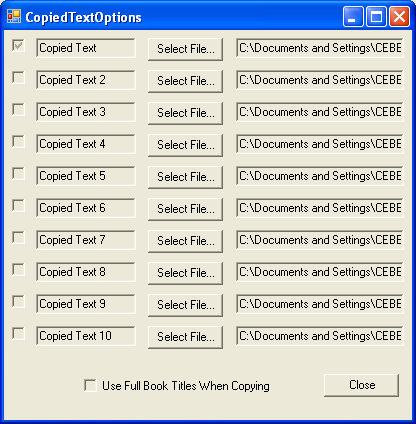 CopiedTextOptions
Copied Text Select File... C:\Documents and Settings\CEBE
Copied Text 2 Select File... C:\Documents and Settings\CEBE
Copied Text 3 Select File... C:\Documents and Settings\CEBE
Copied Text 4 Select File... C:\Documents and Settings\CEBE
Copied Text 5 Select File... C:\Documents and Settings\CEBE
Copied Text 6 Select File... C:\Documents and Settings\CEBE
Copied Text 7 Select File... C:\Documents and Settings\CEBE
Copied Text 8 Select File... C:\Documents and Settings\CEBE
Copied Text 9 Select File... C:\Documents and Settings\CEBE
Copied Text 10 Select File... C:\Documents and Settings\CEBE
Use Full Book Titles When Copying Close